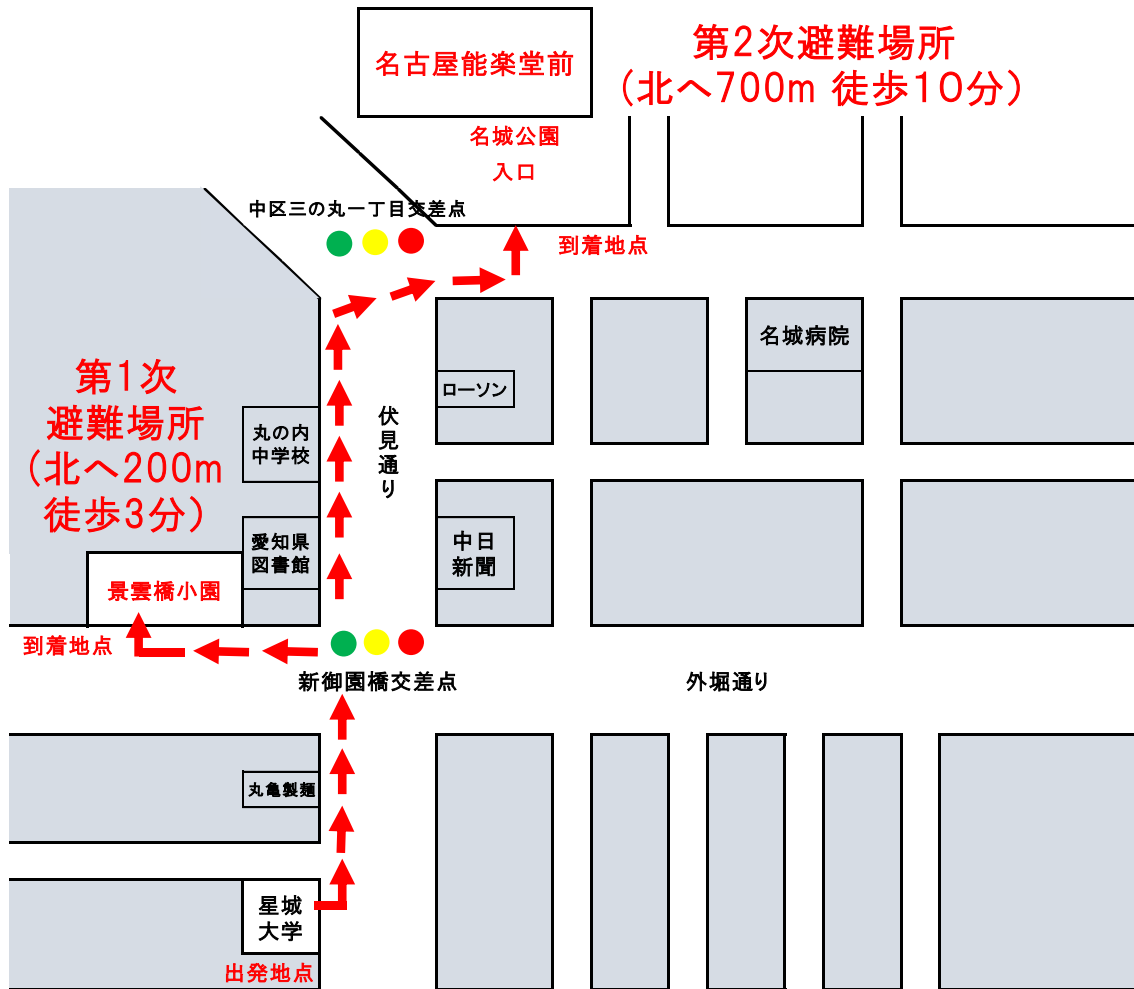 名古屋能楽堂前
第2次避難場所
(北へ700m 徒歩10分)
名城公園
入口
中区三の丸一丁目交差点
到着地点
名城病院
第1次
避難場所
(北へ200m
徒歩3分)
ローソン
伏見通り
丸の内
中学校
愛知県
図書館
中日
新聞
景雲橋小園
到着地点
新御園橋交差点
外堀通り
丸亀製麺
星城
大学
出発地点